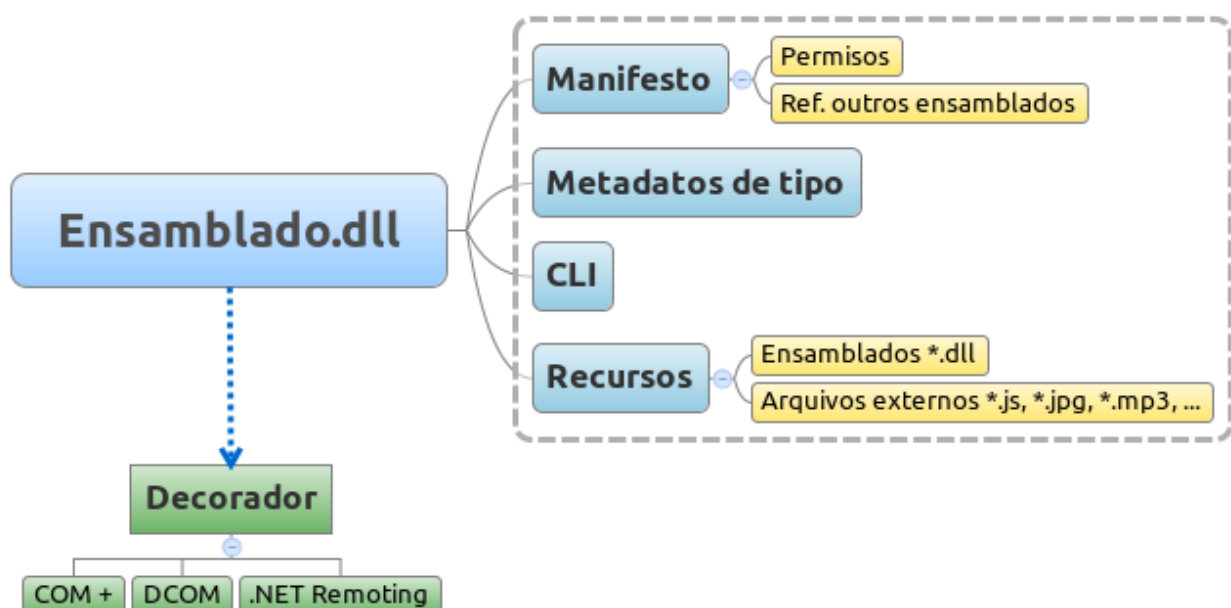 Ensamblado.dll
Manifesto
Permisos
Ref. outros ensamblados
Metadatos de tipo
CLI
Recursos
Ensamblados *.dll
Arquivos externos *.js, *.jpg, *.mp3, ...
Decorador
COM +
DCOM
.NET Remoting